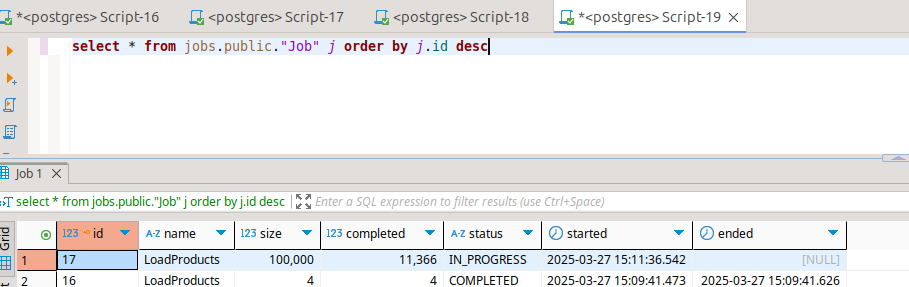 *<postgres> Script-16 <postgres> Script-17 <postgres> Script-18 *<postgres> Script-19
select * from jobs.public."Job" j order by j.id desc
Job 1
select * from jobs.public."Job" j order by j.id desc Enter a SQL expression to filter results (use Ctrl+Space)
Grid
123 id A-Z name 123 size 123 completed A-Z status started ended
1 17 LoadProducts 100,000 11,366 IN_PROGRESS 2025-03-27 15:11:36.542 [NULL]
2 16 LoadProducts 4 4 COMPLETED 2025-03-27 15:09:41.473 2025-03-27 15:09:41.626